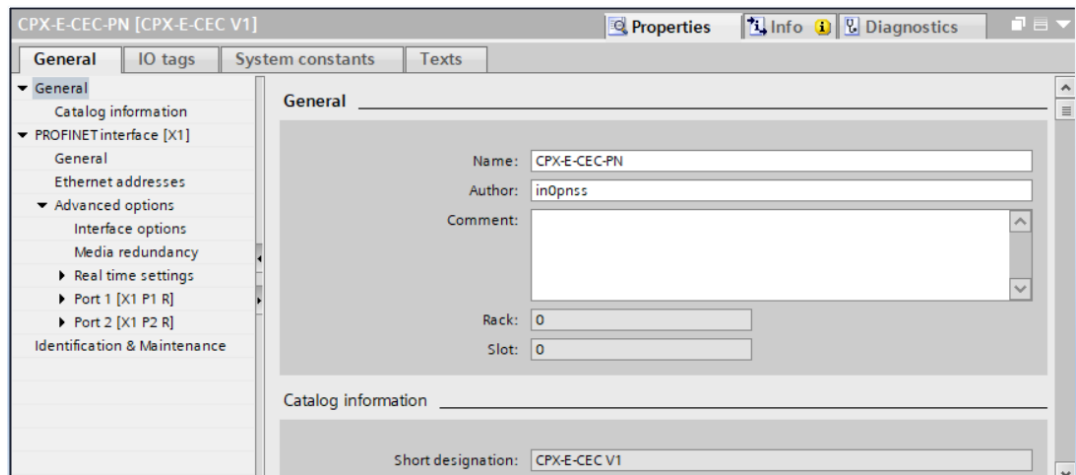 CPX-E-CEC-PN [CPX-E-CEC V1]
Properties
Info
Diagnostics
General
IO tags
System constants
Texts
General
Catalog information
PROFINET interface [X1]
General
Ethernet addresses
Advanced options
Interface options
Media redundancy
Real time settings
Port 1 [X1 P1 R]
Port 2 [X1 P2 R]
Identification & Maintenance
General
Name: CPX-E-CEC-PN
Author: in0pnss
Comment:
Rack: 0
Slot: 0
Catalog information
Short designation: CPX-E-CEC V1